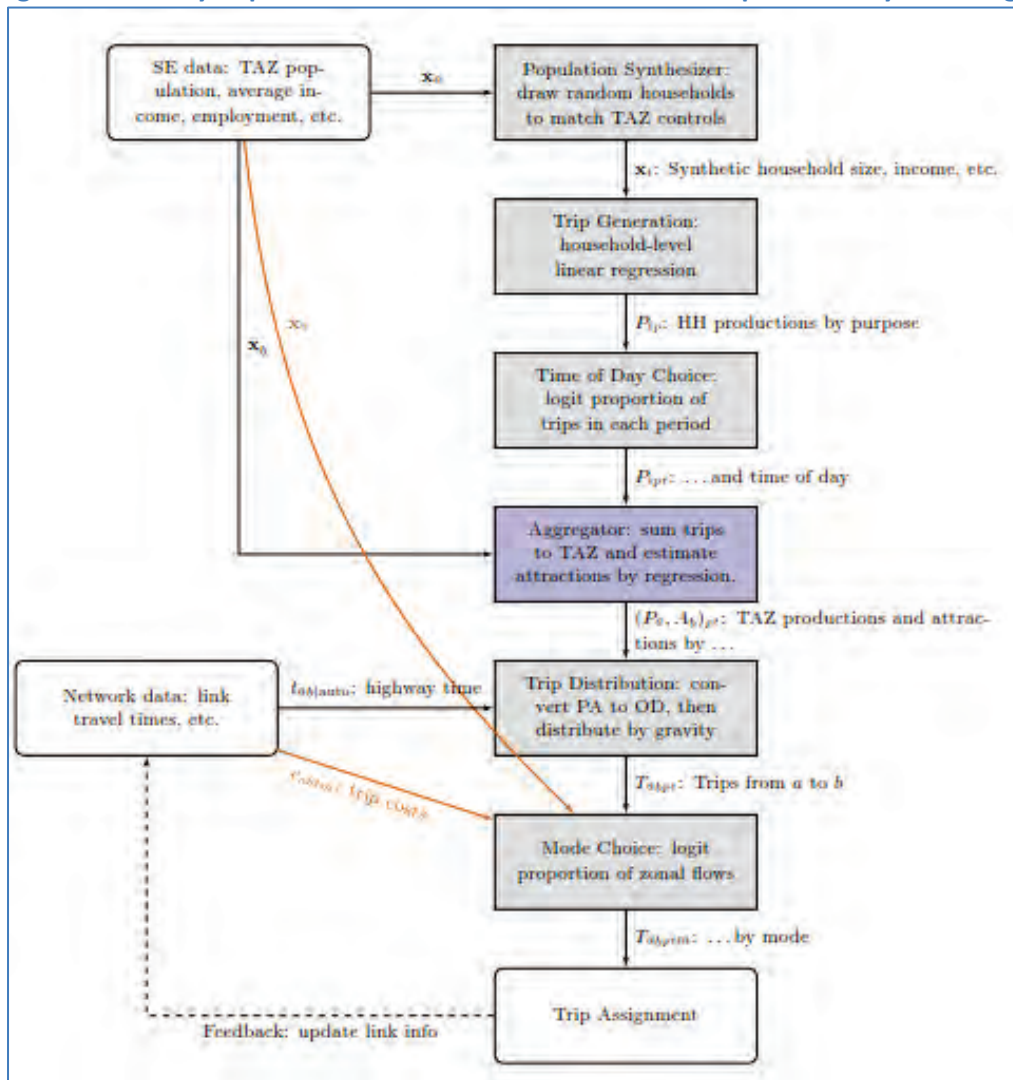 SE data: TAZ pop-
ulation, average in-
come, employment, etc.
Population Synthesizer:
draw random households
to match TAZ controls
: Synthetic household size, income, etc.
Trip Generation:
household-level
linear regression
: HH productions by purpose
Time of Day Choice:
logit proportion of
trips in each period
: ...and time of day
Aggregator: sum trips
to TAZ and estimate
attractions by regression.
: TAZ productions and attrac-
tions by ...
Network data: link
travel times, etc.
: highway time
Trip Distribution: con-
vert PA to OD, then
distribute by gravity
: Trips from a to b
trip costs
Mode Choice: logit
proportion of zonal flows
: ...by mode
Trip Assignment
Feedback: update link info